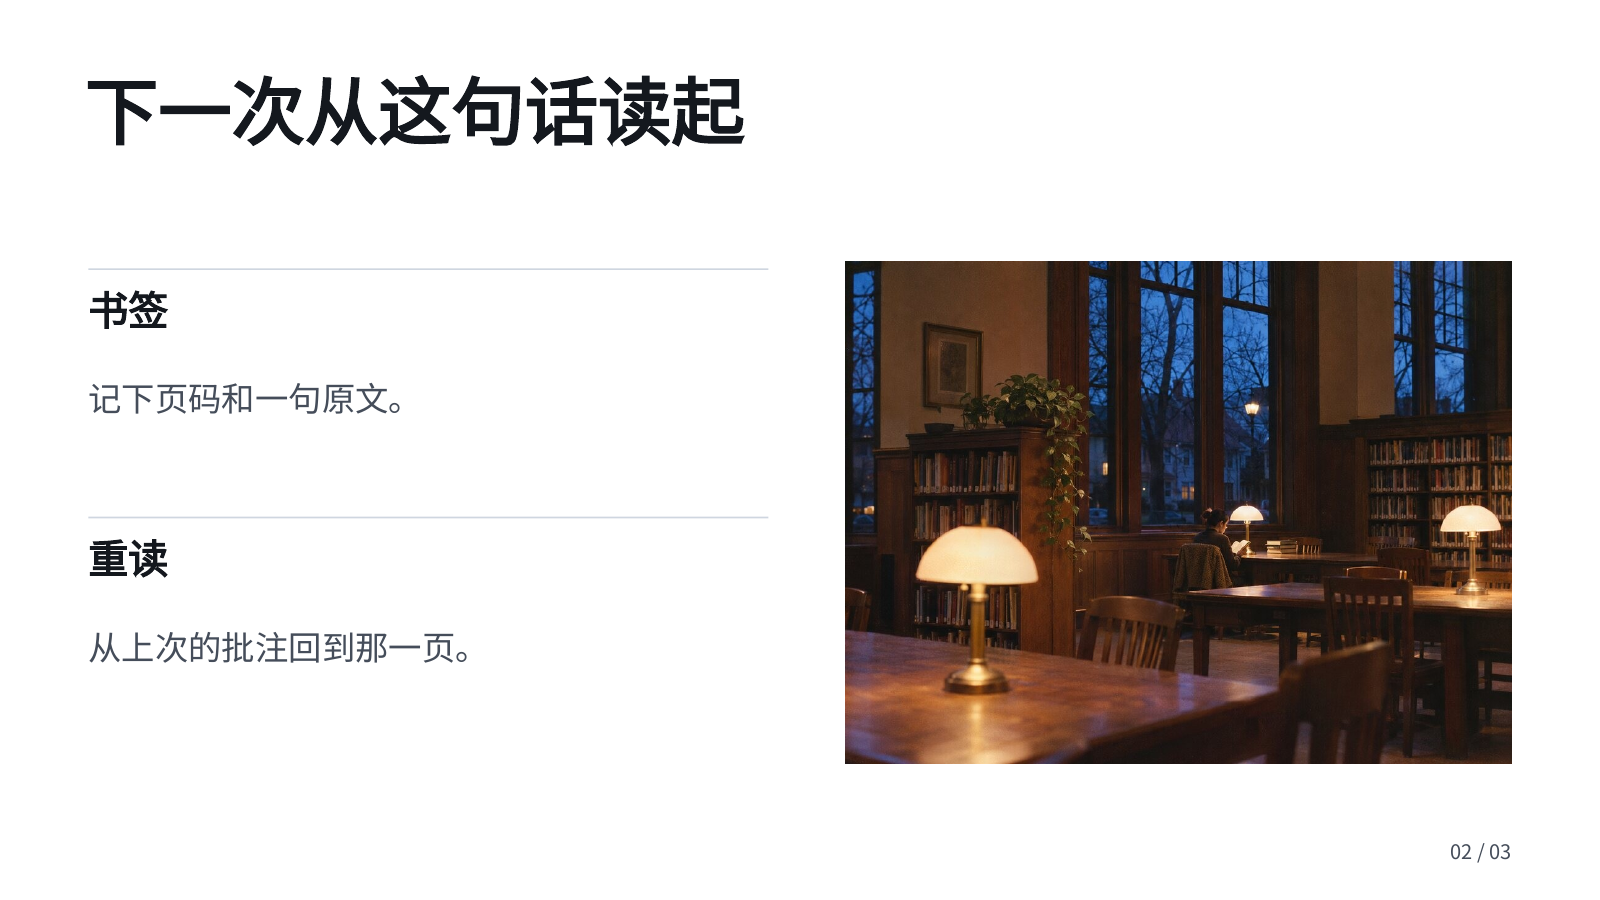 下一次从这句话读起
书签
记下页码和一句原文。
重读
从上次的批注回到那一页。
02 / 03